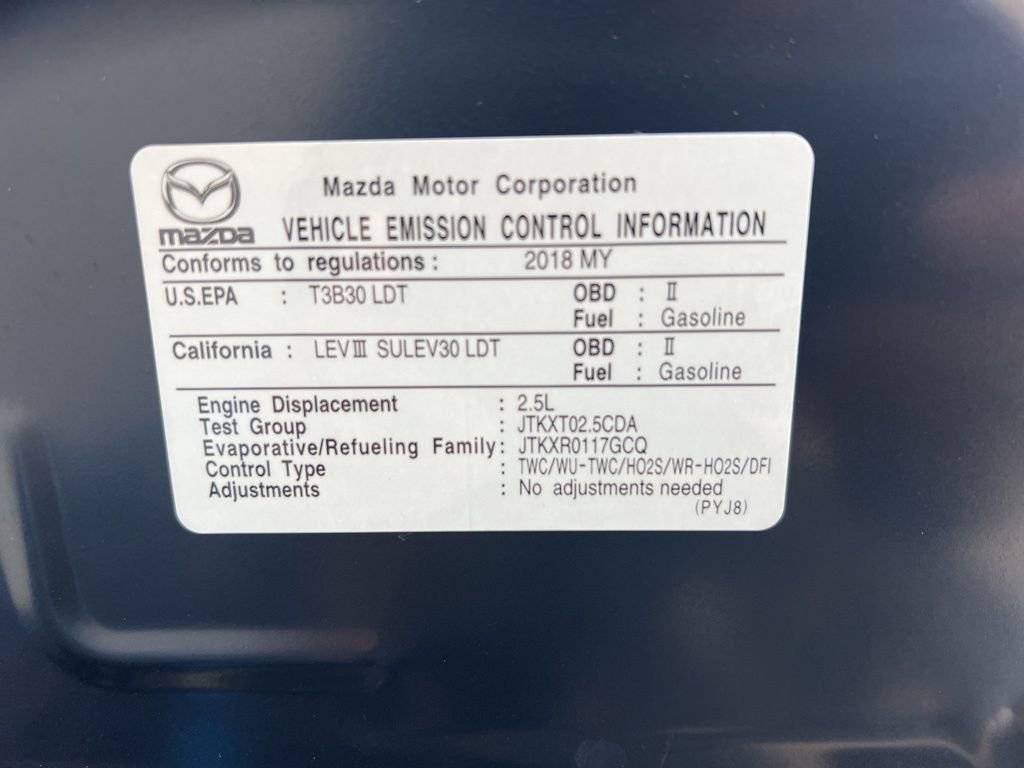 Mazda Motor Corporation
mazda VEHICLE EMISSION CONTROL INFORMATION
Conforms to regulations : 2018 MY
U.S.EPA : T3B30 LDT OBD : Ⅱ
Fuel : Gasoline
California : LEVⅢ SULEV30 LDT OBD : Ⅱ
Fuel : Gasoline
Engine Displacement : 2.5L
Test Group : JTKXT02.5CDA
Evaporative/Refueling Family : JTKXR0117GCQ
Control Type : TWC/WU-TWC/HO2S/WR-HO2S/DFI
Adjustments : No adjustments needed
(PYJ8)